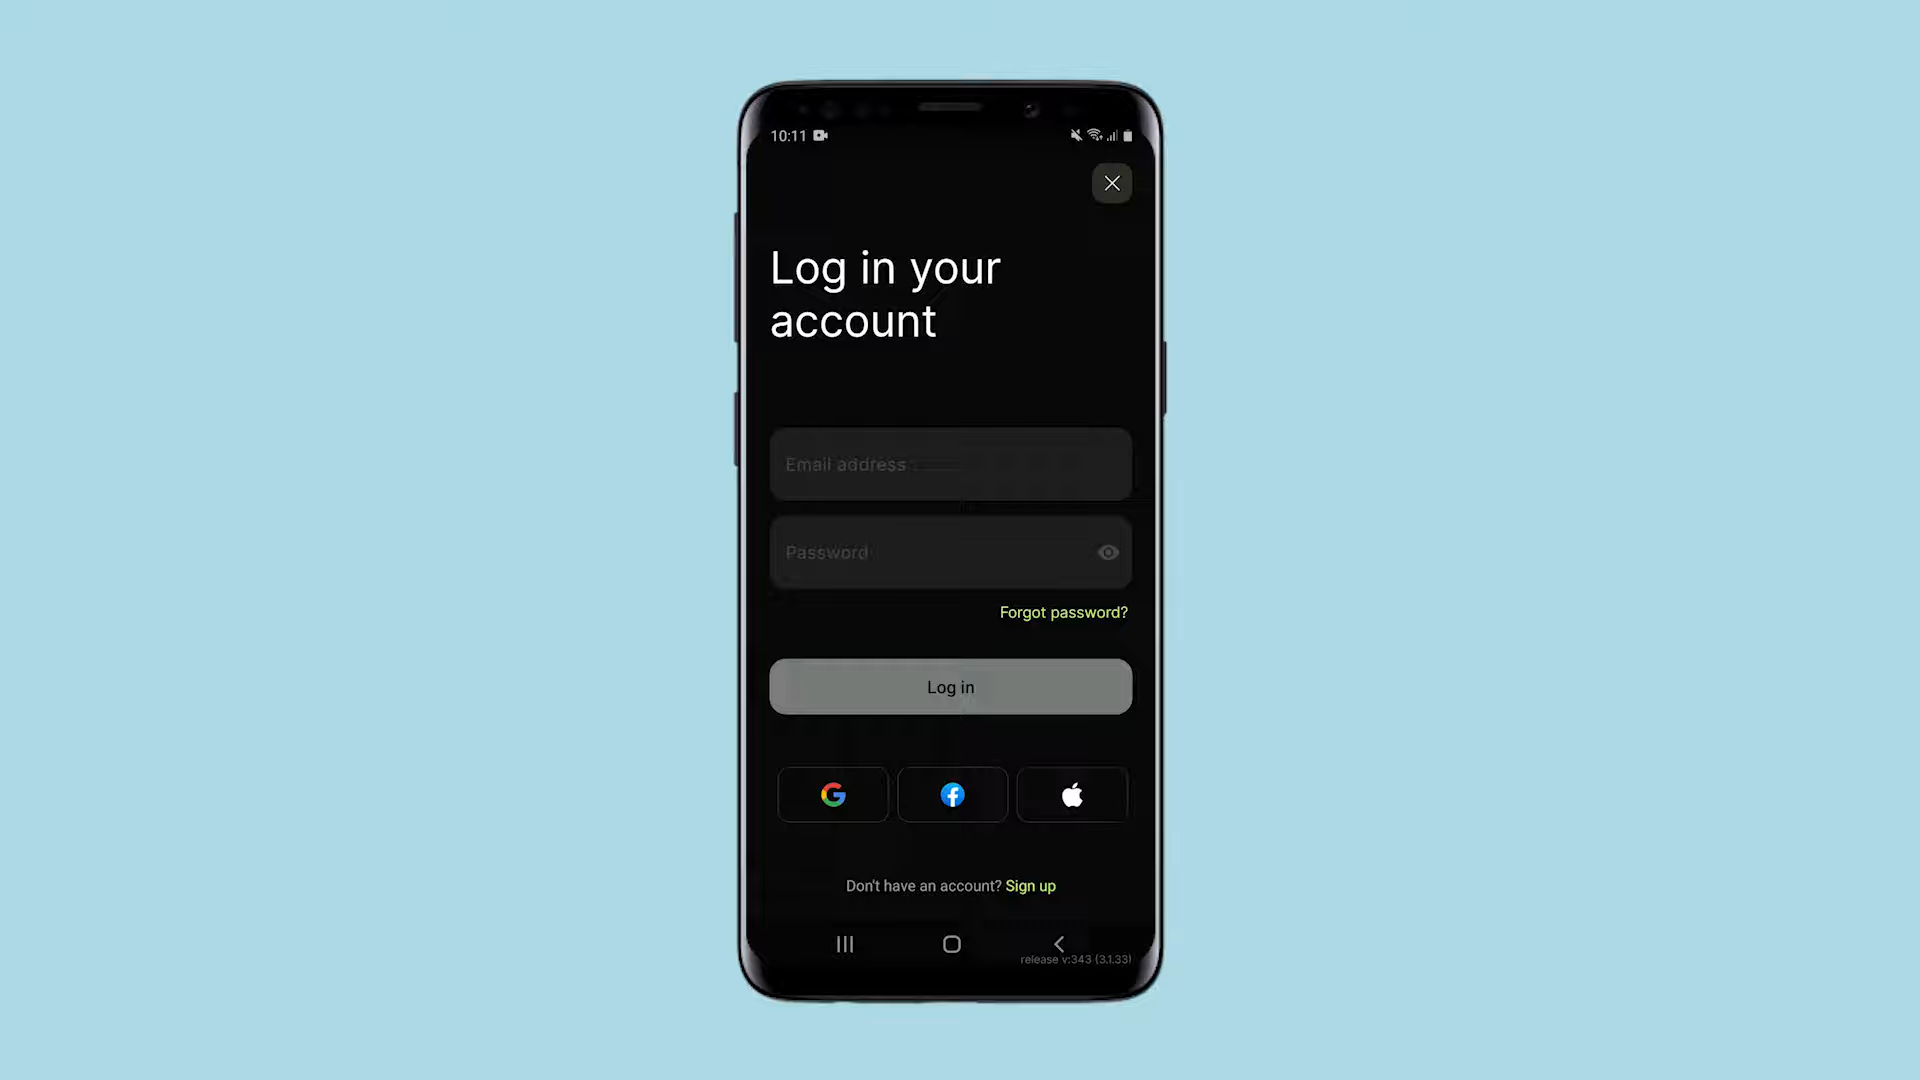 10:11
Log in your
account
Email address
Password
Forgot password?
Log in
Don't have an account? Sign up
release v:343 (3.1.33)